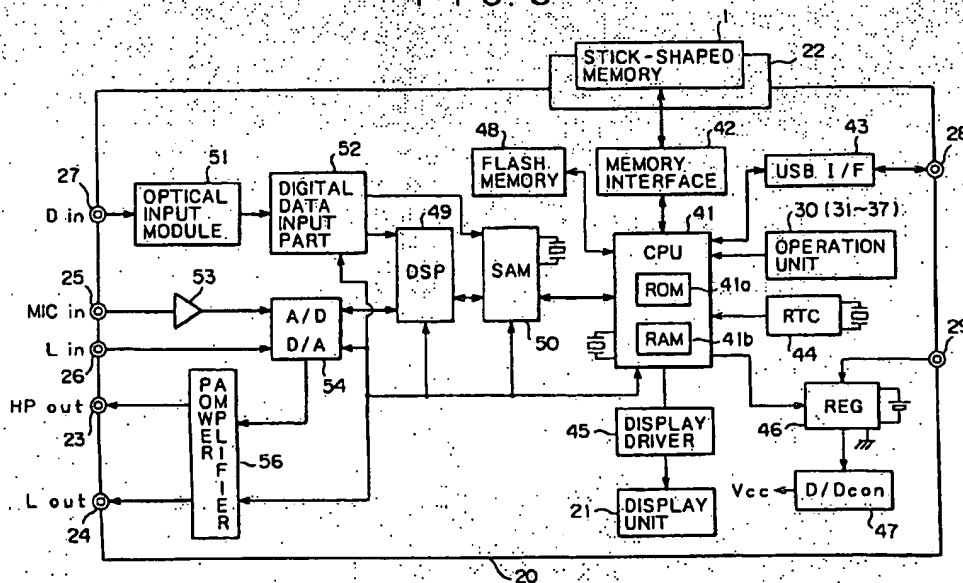 1
STICK-SHAPED
MEMORY
22
48
FLASH
MEMORY
42
MEMORY
INTERFACE
43
USB I/F
28
51
OPTICAL
INPUT
MODULE
52
DIGITAL
DATA
INPUT
PART
27
D in
49
DSP
SAM
50
41
CPU
ROM
41a
RAM
41b
30 (31~37)
OPERATION
UNIT
RTC
44
29
25
MIC in
53
A/D
D/A
54
L in
26
HP out
23
POWER
AMPLIFIER
56
L out
24
45
DISPLAY
DRIVER
21
DISPLAY
UNIT
46
REG
Vcc
D/Dcon
47
20